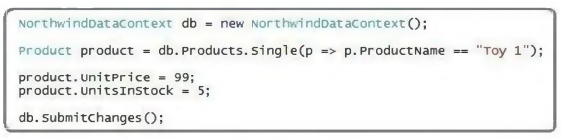 NorthwindDataContext db = new NorthwindDataContext();
Product product = db.Products.Single(p => p.ProductName == "Toy 1");
product.UnitPrice = 99;
product.UnitsInStock = 5;
db.SubmitChanges();